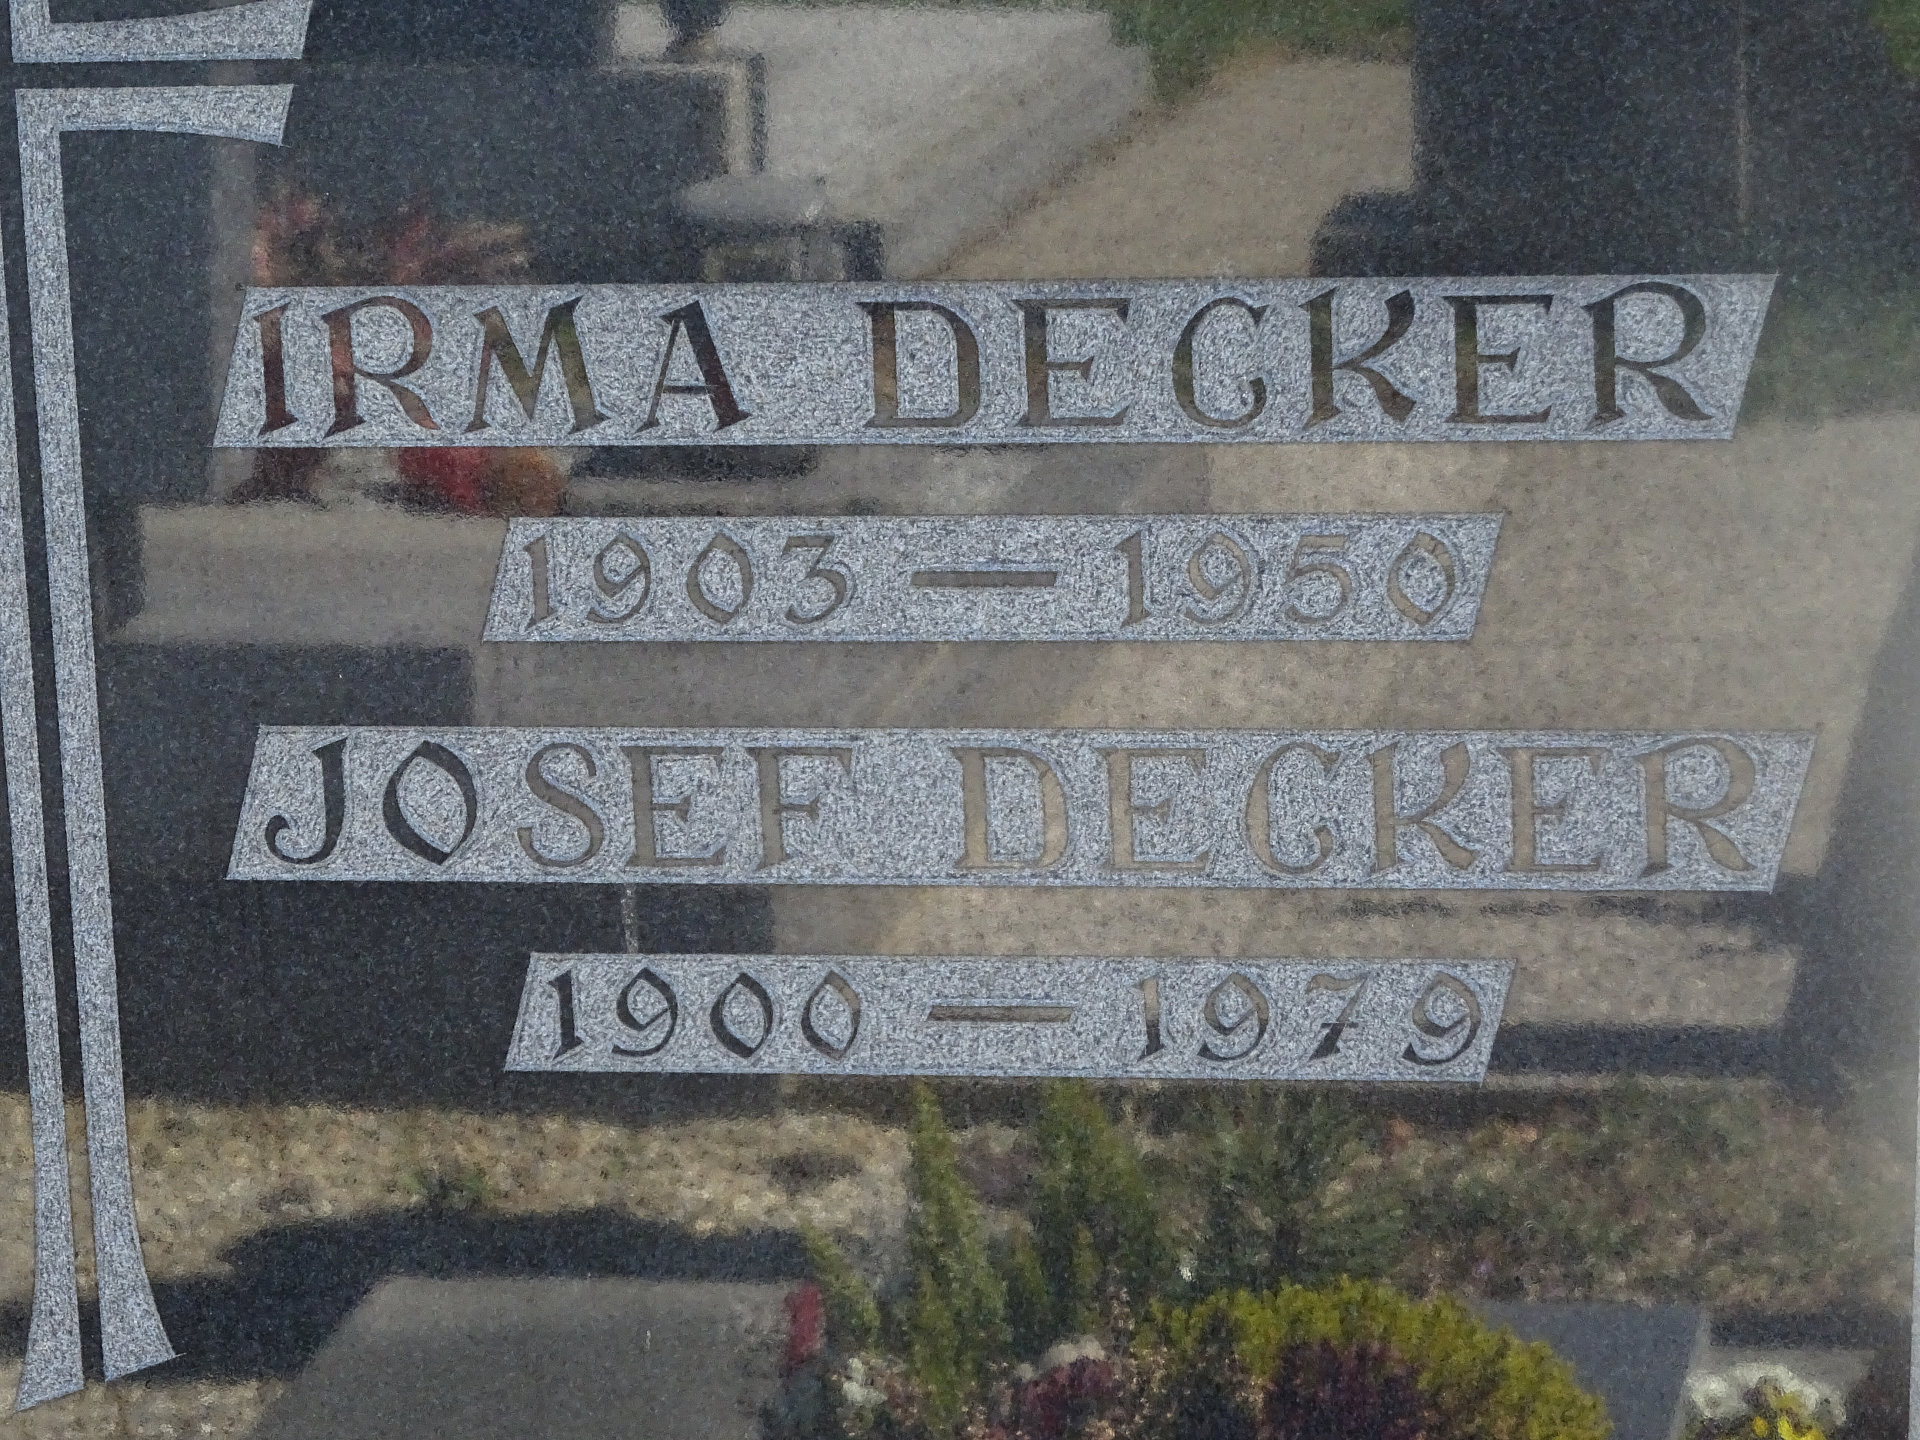 IRMA DECKER
1903 — 1950
JOSEF DECKER
1900 — 1979